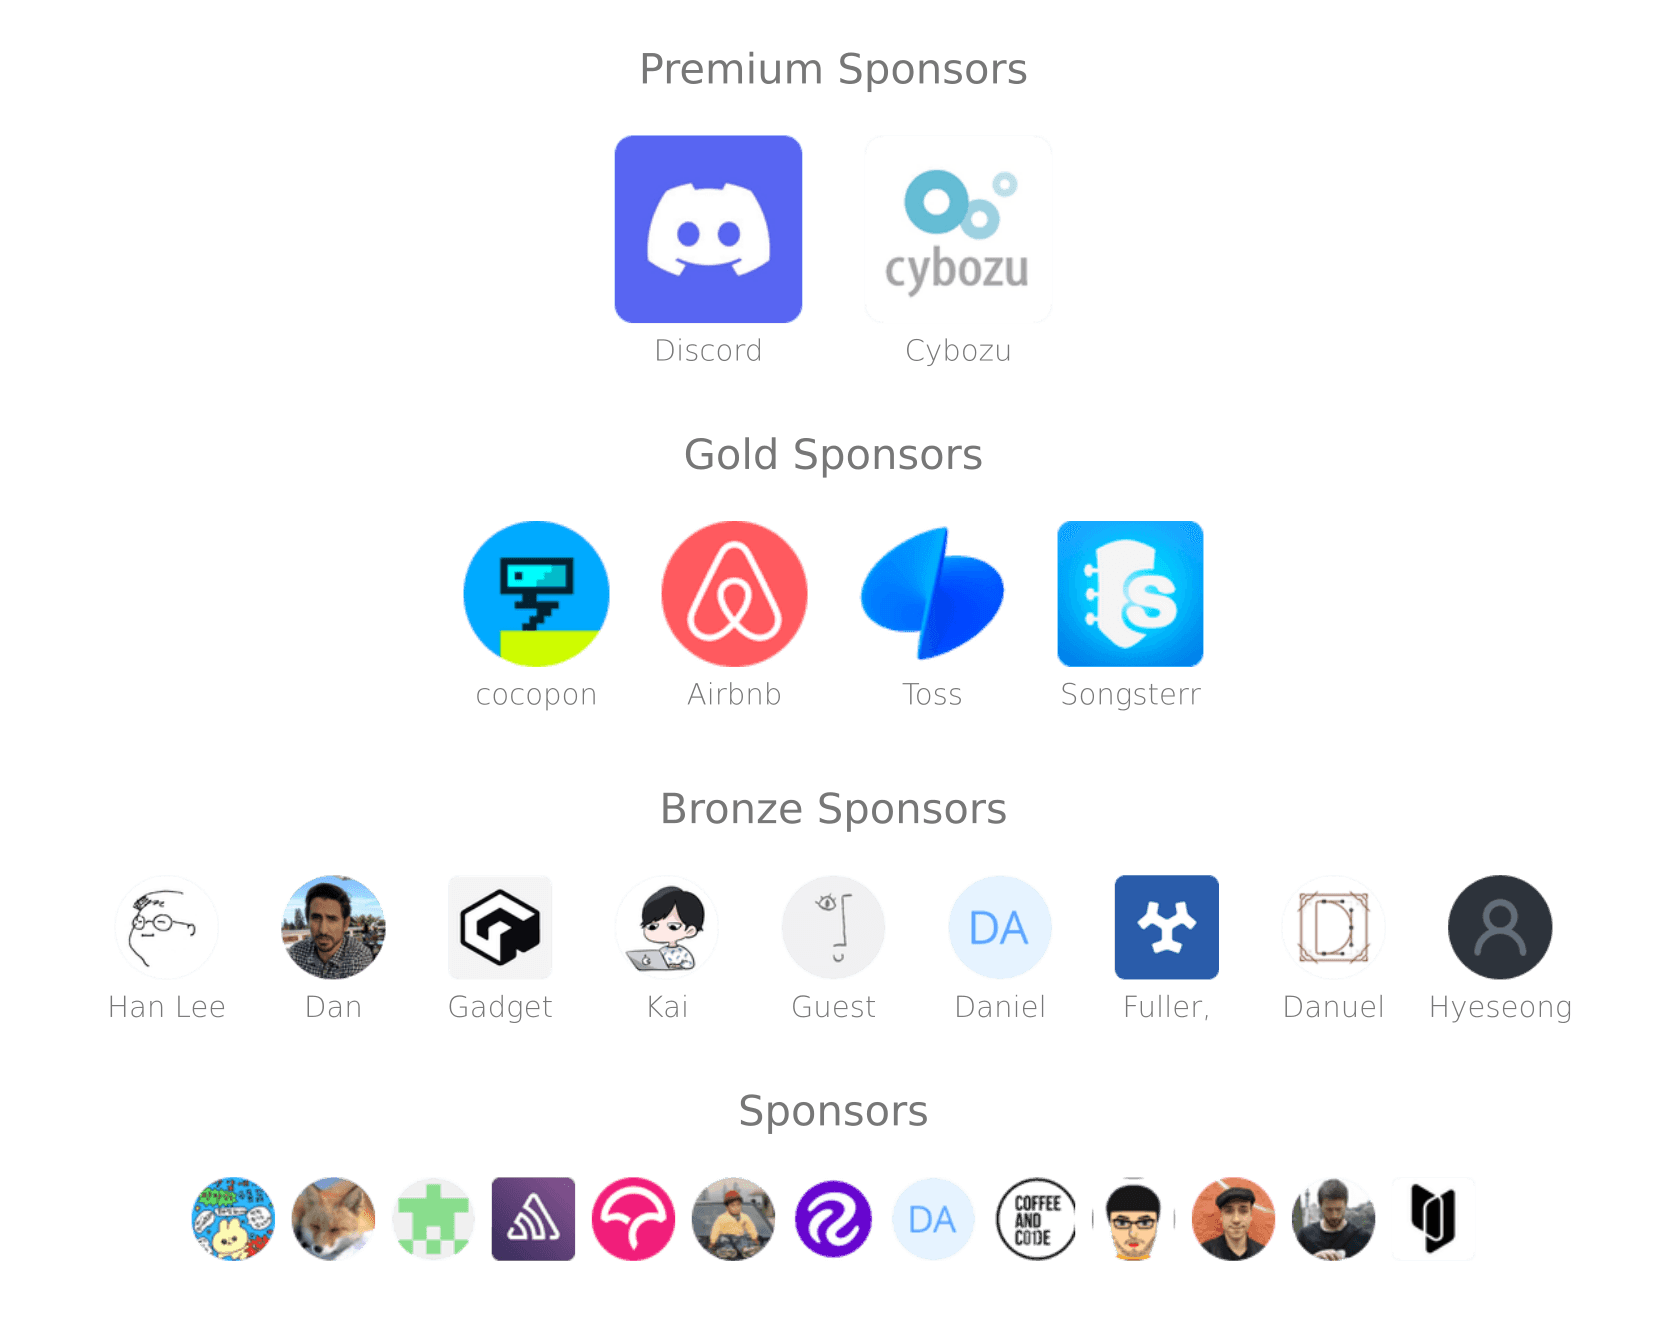 Premium Sponsors
cybozu
Discord
Cybozu
Gold Sponsors
S
cocopon
Airbnb
Toss
Songsterr
Bronze Sponsors
DA
D
Han Lee
Dan
Gadget
Kai
Guest
Daniel
Fuller,
Danuel
Hyeseong
Sponsors
DA
COFFEE
AND
CODE